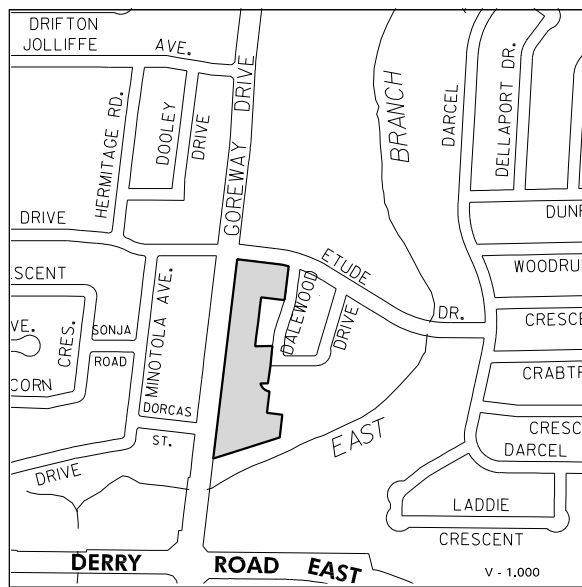 DRIFTON
JOLLIFFE AVE.
HERMITAGE RD.
DOOLEY
DRIVE
GOREWAY DRIVE
BRANCH
DARCEL
DELLAPORT DR.
DRIVE
DUNR
SCENT
ETUDE
DR.
WOODRU
VE.
CRES.
SONJA
ROAD
MINOTOLA AVE.
DALEWOOD
DRIVE
CRESCE
CORN
CRABTR
DORCAS
ST.
EAST
CRESC
DARCEL
DRIVE
LADDIE
CRESCENT
DERRY ROAD EAST
V - 1,000